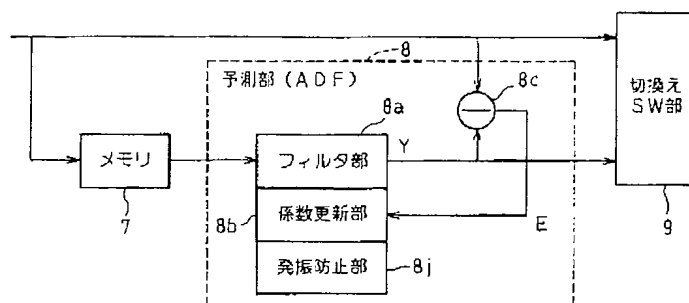 8
予測部(ADF)
8c
8a
切換え
SW部
メモリ
フィルタ部
Y
7
係数更新部
E
8b
9
発振防止部
8j